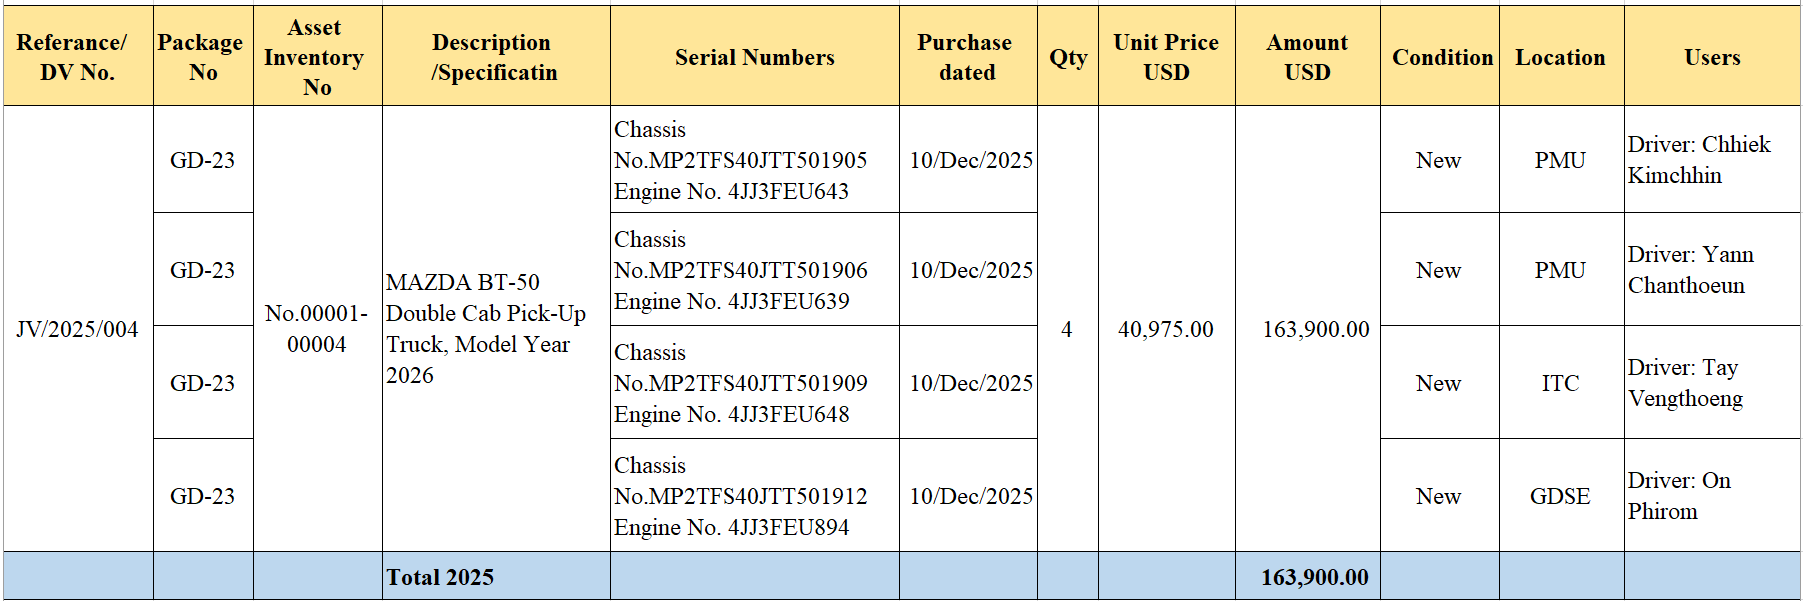 Referance/
DV No.
Package
No
Asset
Inventory
No
Description
/Specificatin
Serial Numbers
Purchase
dated
Qty
Unit Price
USD
Amount
USD
Condition
Location
Users
JV/2025/004
GD-23
No.00001-
00004
MAZDA BT-50
Double Cab Pick-Up
Truck, Model Year
2026
Chassis
No.MP2TFS40JTT501905
Engine No. 4JJ3FEU643
10/Dec/2025
4
40,975.00
163,900.00
New
PMU
Driver: Chhiek
Kimchhin
GD-23
Chassis
No.MP2TFS40JTT501906
Engine No. 4JJ3FEU639
10/Dec/2025
New
PMU
Driver: Yann
Chanthoeun
GD-23
Chassis
No.MP2TFS40JTT501909
Engine No. 4JJ3FEU648
10/Dec/2025
New
ITC
Driver: Tay
Vengthoeng
GD-23
Chassis
No.MP2TFS40JTT501912
Engine No. 4JJ3FEU894
10/Dec/2025
New
GDSE
Driver: On
Phirom
Total 2025
163,900.00